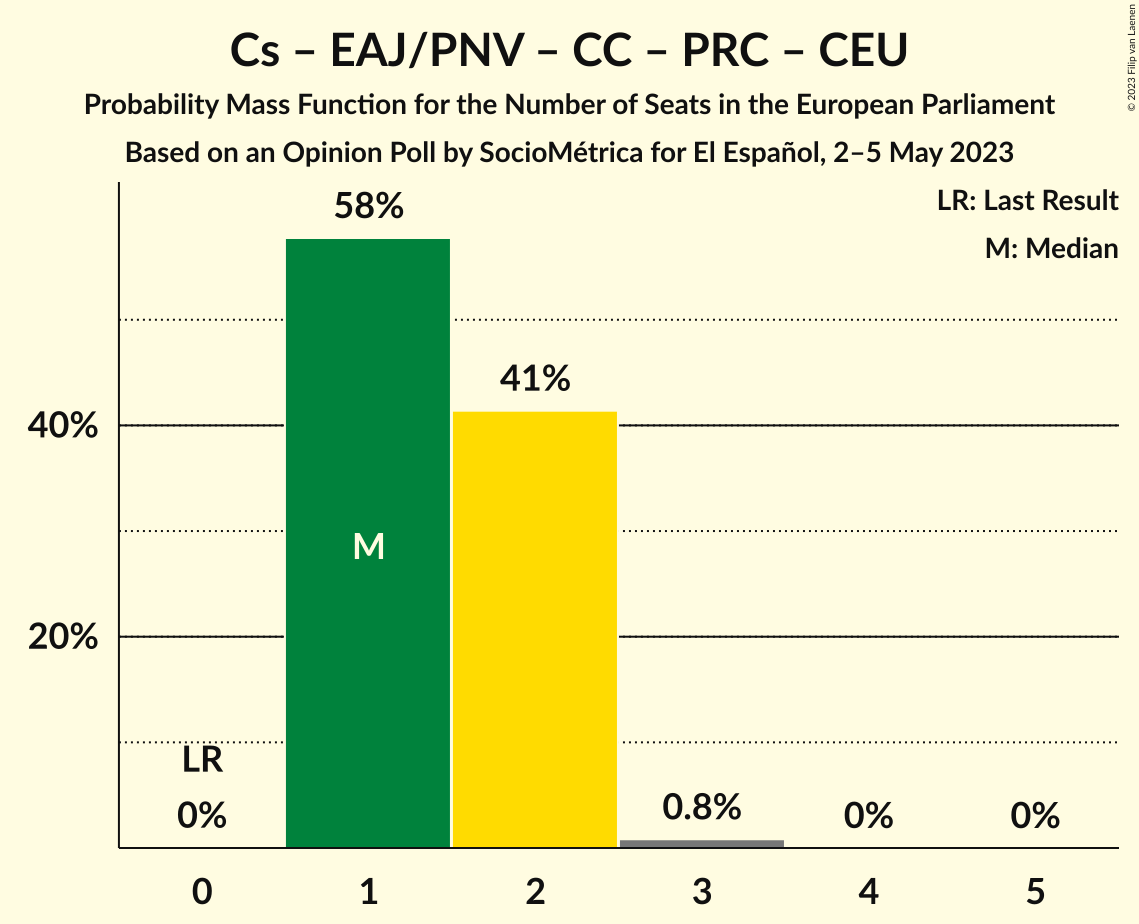 Cs – EAJ/PNV – CC – PRC – CEU
Probability Mass Function for the Number of Seats in the European Parliament
Based on an Opinion Poll by SocioMétrica for El Español, 2–5 May 2023
© 2023 Filip van Laenen
LR: Last Result
M: Median
58%
41%
40%
M
20%
LR
0%
0.8%
0%
0%
0 1 2 3 4 5